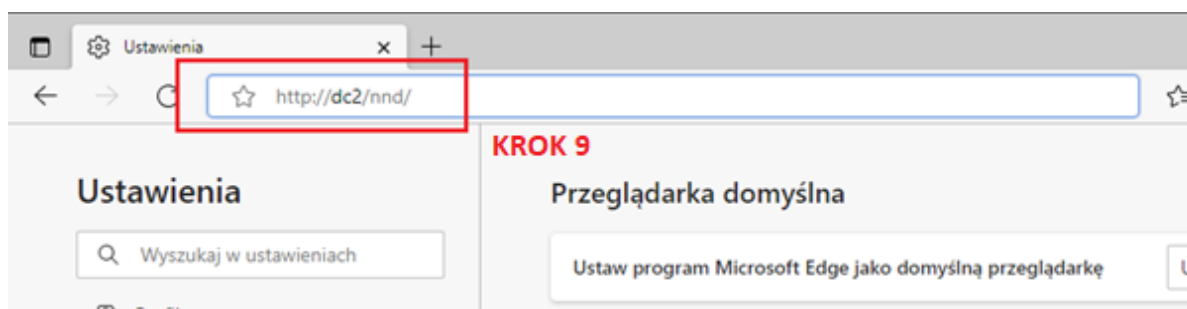 Ustawienia
http://dc2/nnd/
KROK 9
Ustawienia
Przeglądarka domyślna
Wyszukaj w ustawieniach
Ustaw program Microsoft Edge jako domyślną przeglądarkę